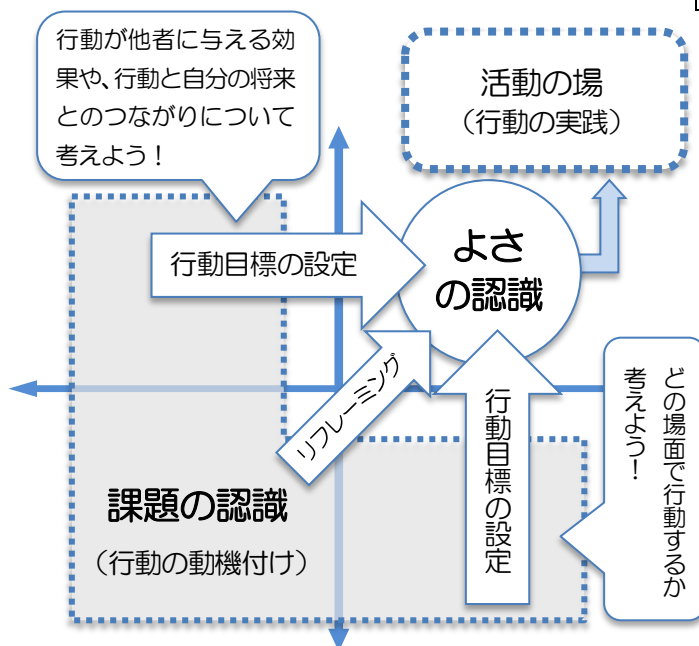 行動が他者に与える効
果や、行動と自分の将来
とのつながりについて
考えよう！
活動の場
（行動の実践）
行動目標の設定
よさ
の認識
リフレーミング
行動目標の設定
どの場面で行動するか
考えよう！
課題の認識
（行動の動機付け）